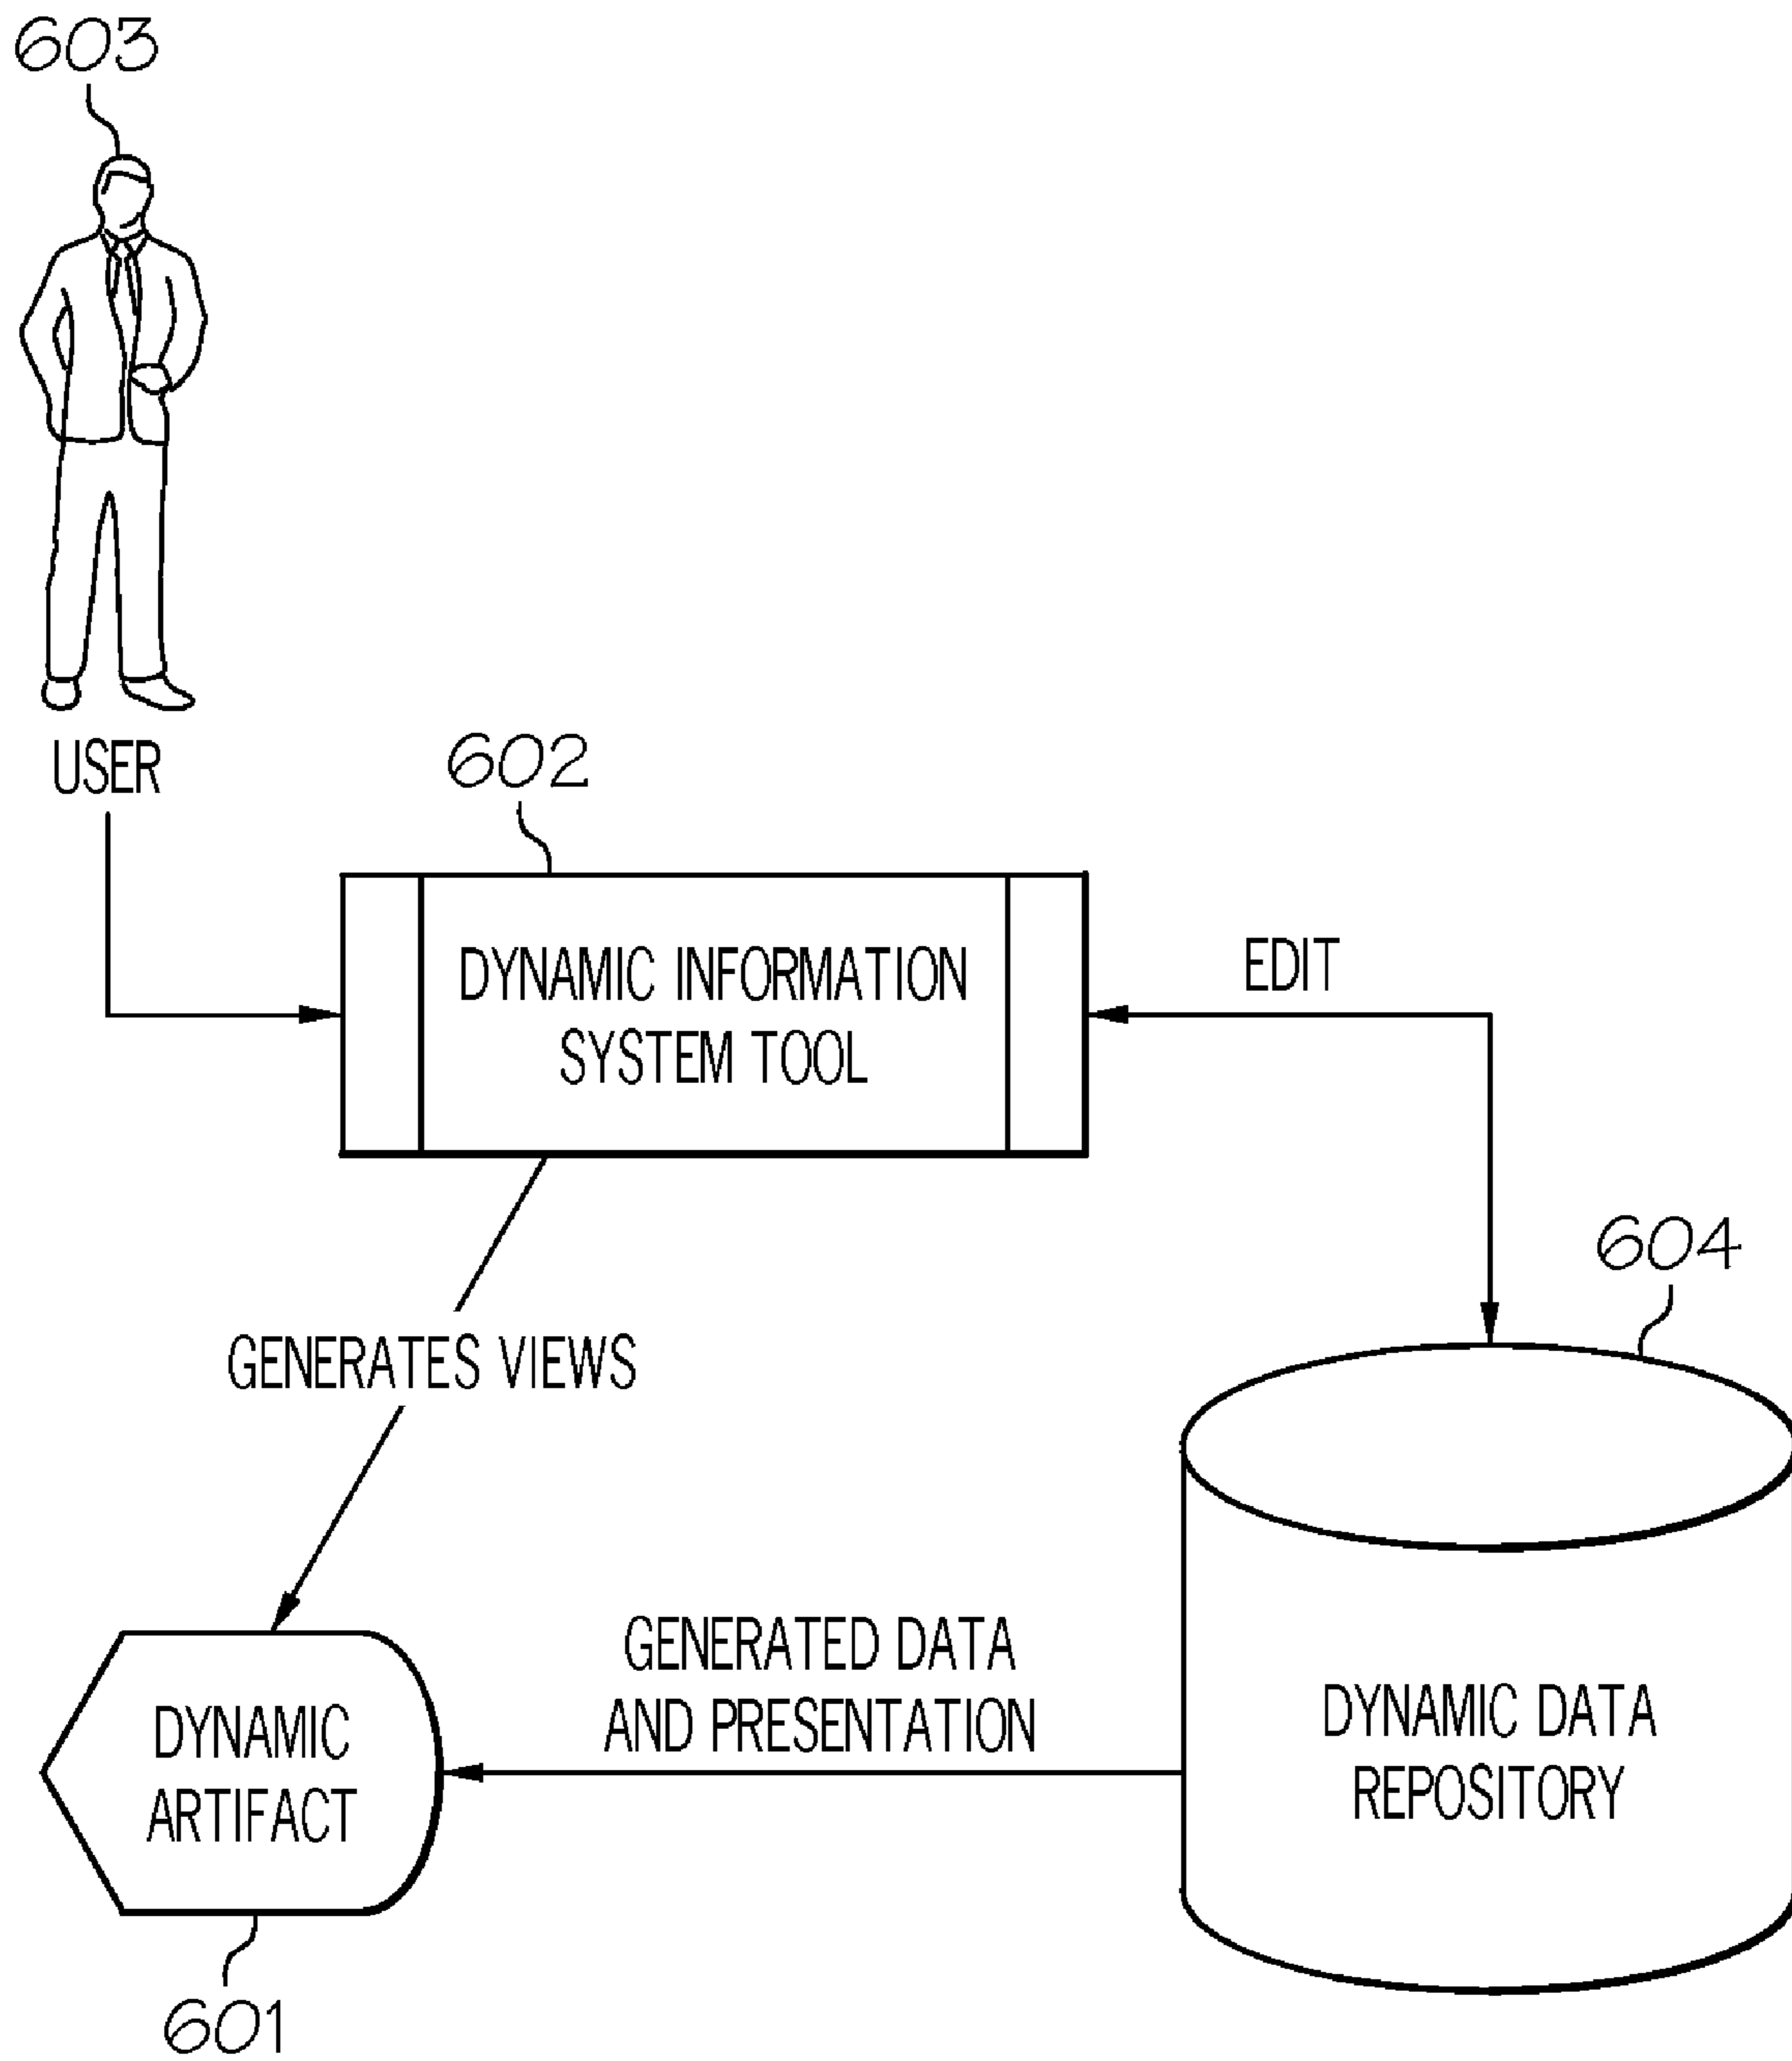 603
USER
602
DYNAMIC INFORMATION
SYSTEM TOOL
EDIT
604
GENERATES VIEWS
GENERATED DATA
AND PRESENTATION
DYNAMIC DATA
REPOSITORY
DYNAMIC
ARTIFACT
601